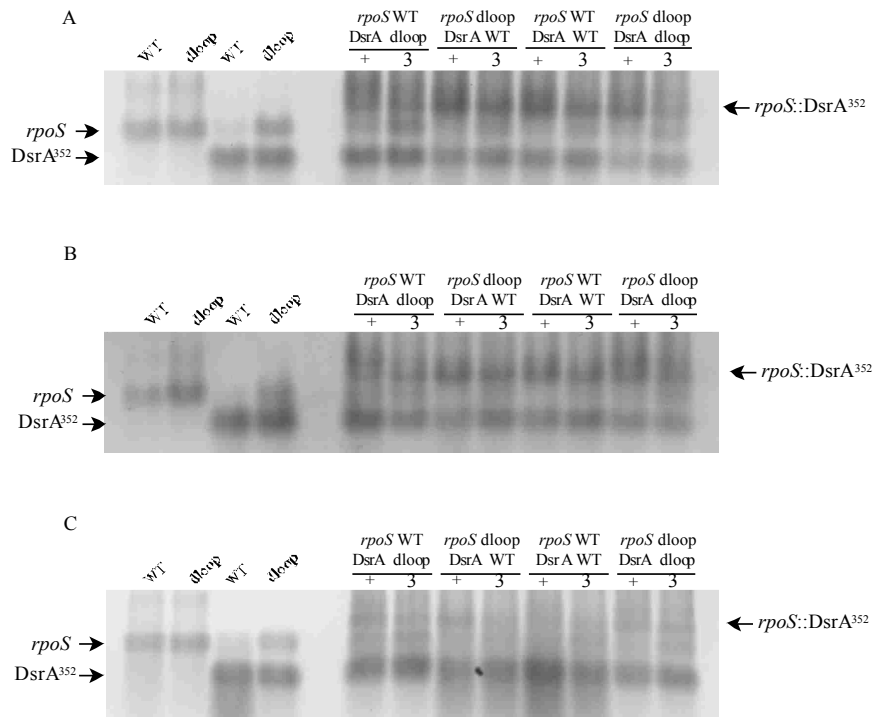 A
rpoS WT rpoS dloop rpoS WT rpoS dloop
DsrA dloop DsrA WT DsrA WT DsrA dloop
WT dloop WT dloop
+ 3 + 3 + 3 + 3
rpoS::DsrA³⁵²
rpoS
DsrA³⁵²
B
rpoS WT rpoS dloop rpoS WT rpoS dloop
DsrA dloop DsrA WT DsrA WT DsrA dloop
WT dloop WT dloop
+ 3 + 3 + 3 + 3
rpoS::DsrA³⁵²
rpoS
DsrA³⁵²
C
rpoS WT rpoS dloop rpoS WT rpoS dloop
DsrA dloop DsrA WT DsrA WT DsrA dloop
WT dloop WT dloop
+ 3 + 3 + 3 + 3
rpoS::DsrA³⁵²
rpoS
DsrA³⁵²